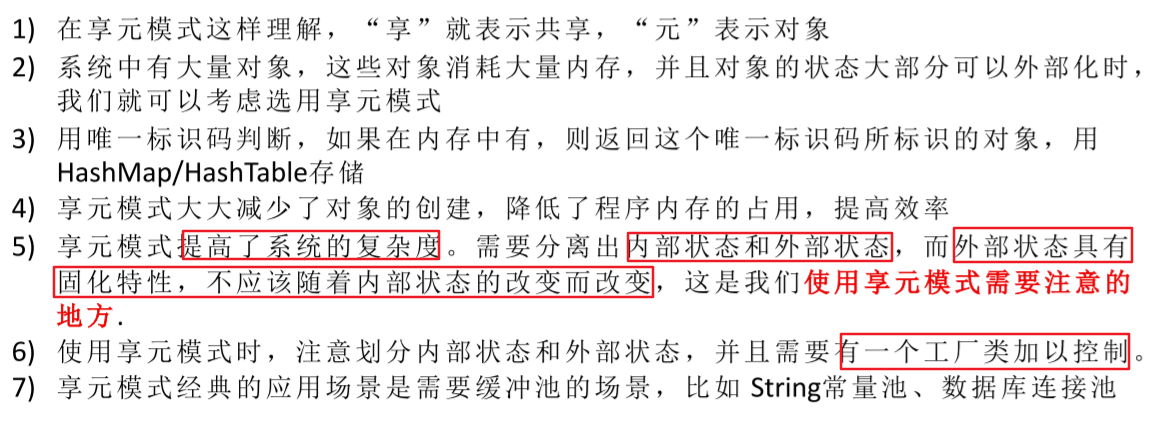 1) 在享元模式这样理解，“享”就表示共享，“元”表示对象
2) 系统中有大量对象，这些对象消耗大量内存，并且对象的状态大部分可以外部化时，
我们就可以考虑选用享元模式
3) 用唯一标识码判断，如果在内存中有，则返回这个唯一标识码所标识的对象，用
HashMap/HashTable存储
4) 享元模式大大减少了对象的创建，降低了程序内存的占用，提高效率
5) 享元模式提高了系统的复杂度。需要分离出内部状态和外部状态，而外部状态具有
固化特性，不应该随着内部状态的改变而改变，这是我们使用享元模式需要注意的
地方.
6) 使用享元模式时，注意划分内部状态和外部状态，并且需要有一个工厂类加以控制。
7) 享元模式经典的应用场景是需要缓冲池的场景，比如 String常量池、数据库连接池